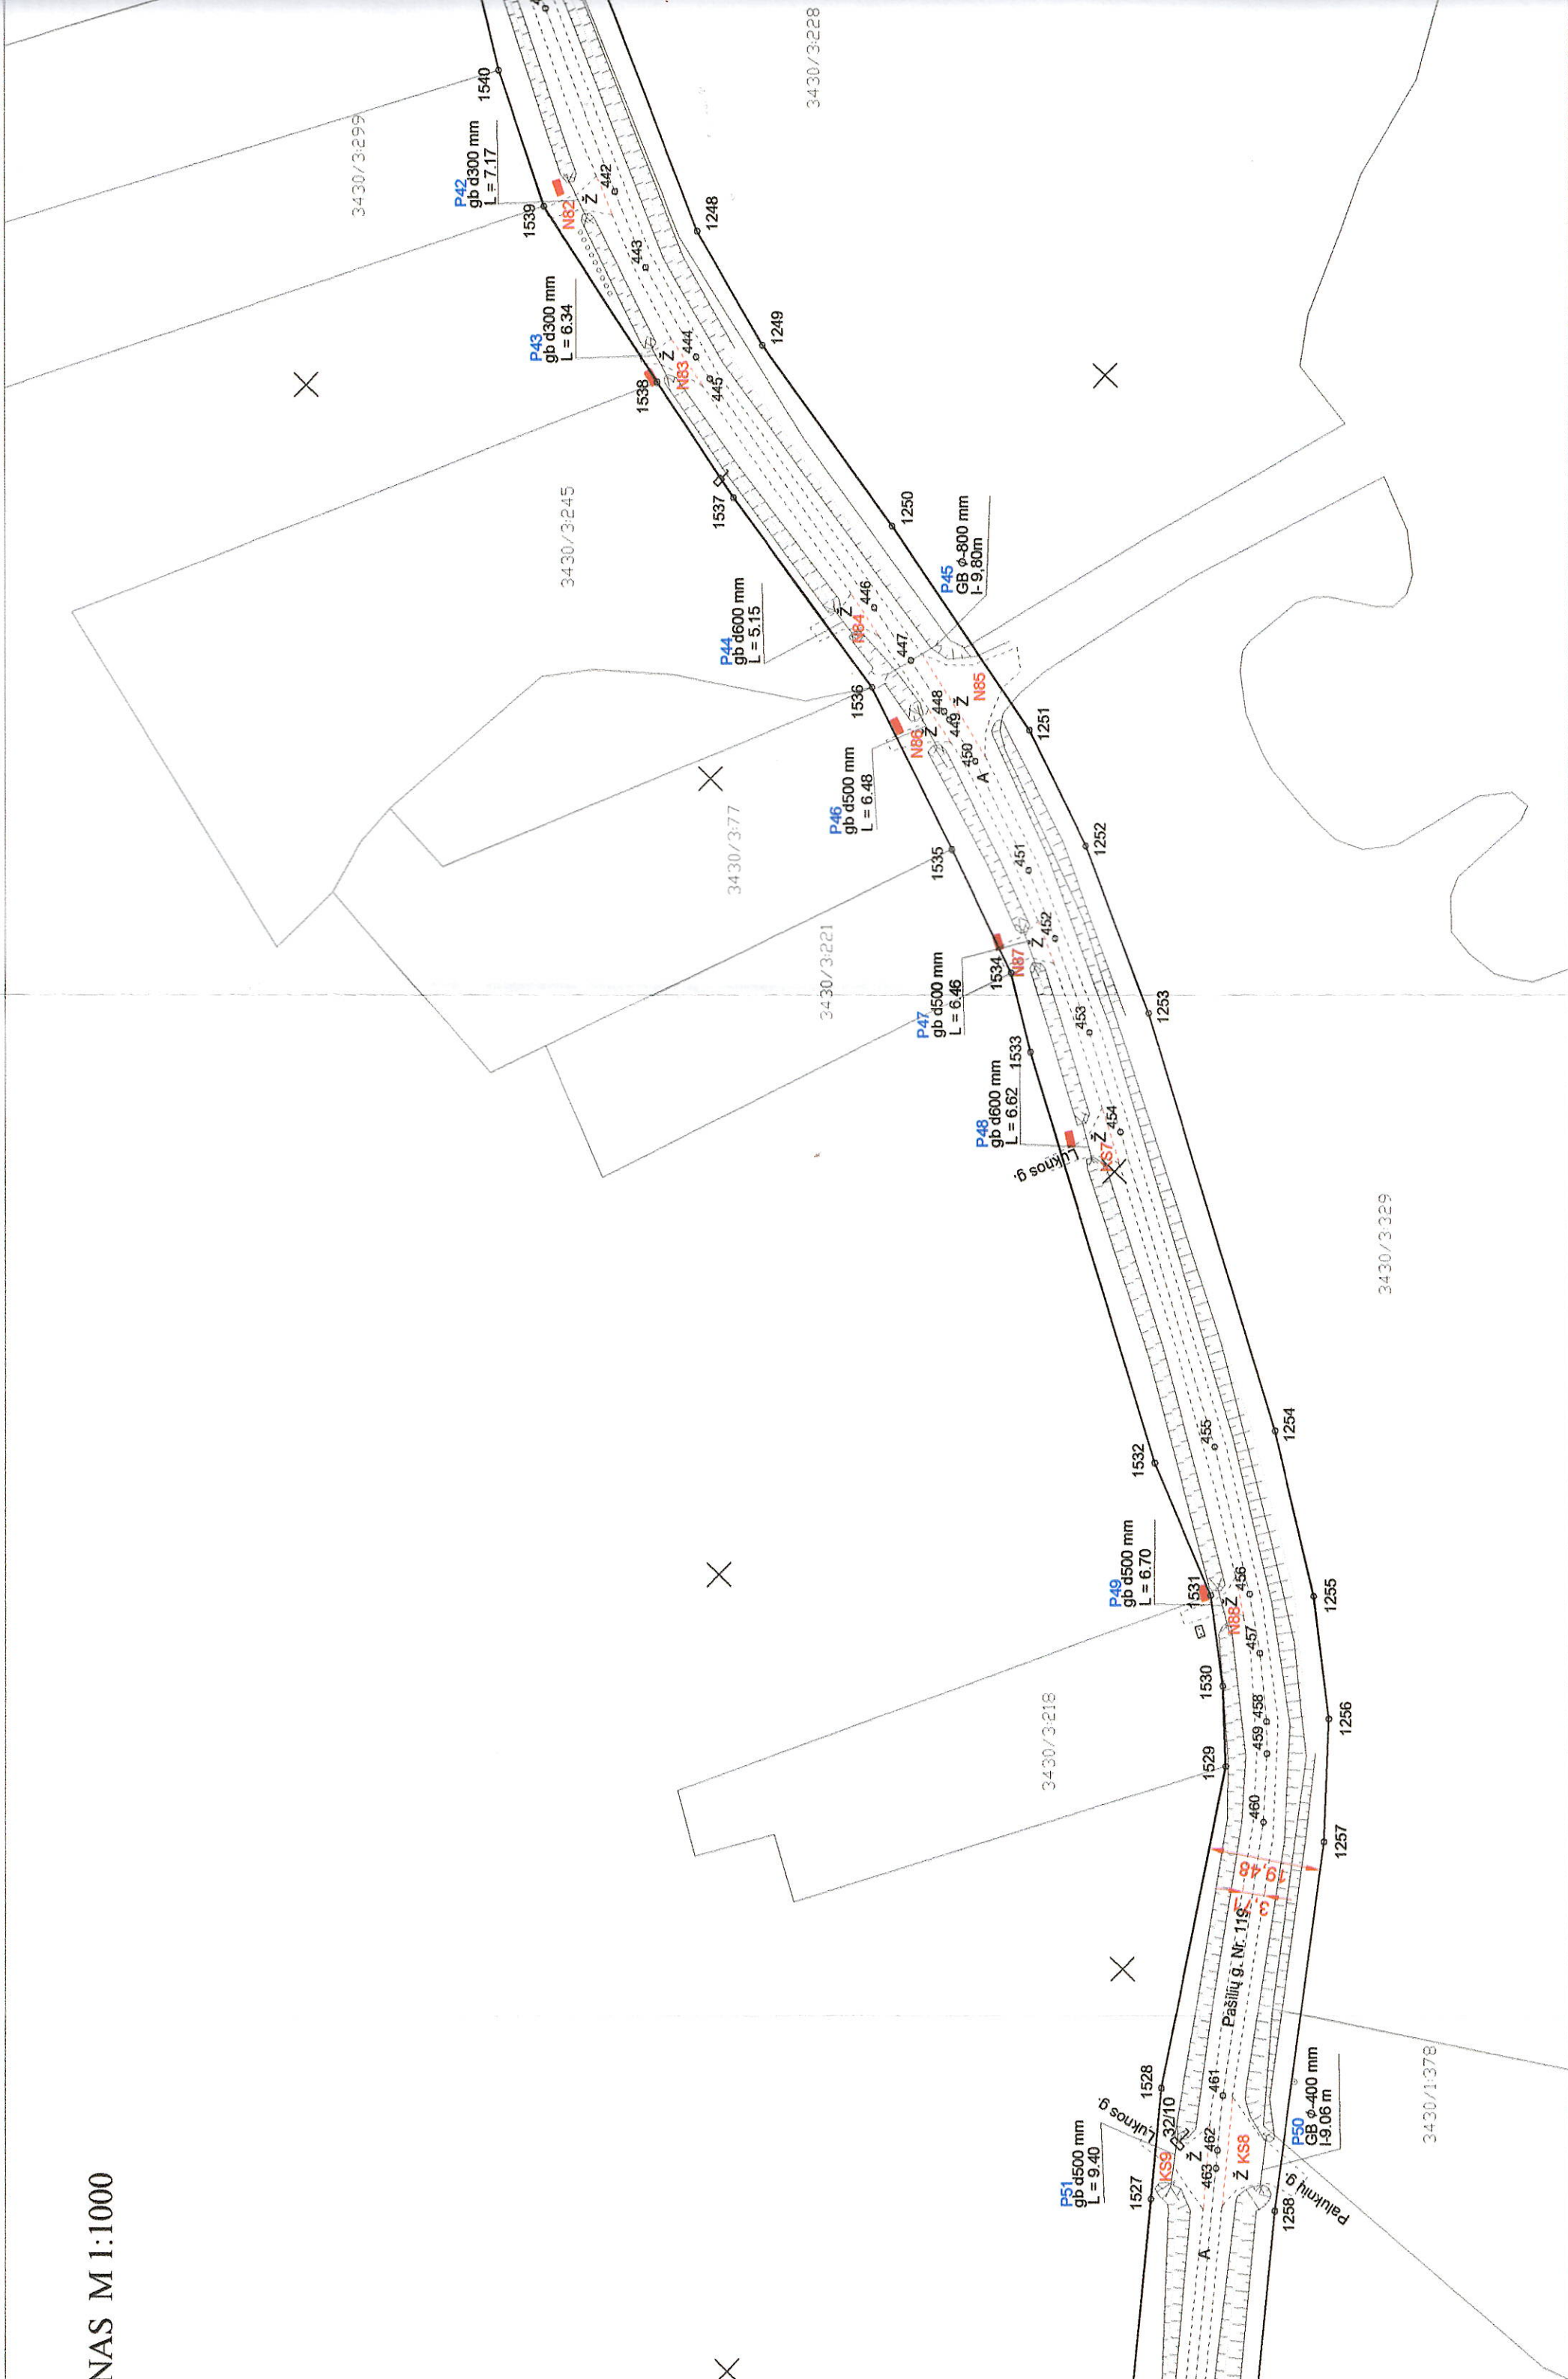 NAS M 1:1000
3430/3:228
1540
3430/3:299
P42
gb d300 mm
L = 7.17
1539
N82
Ž
442
1248
443
P43
gb d300 mm
L = 6.34
1538
N83
Ž
444
445
1249
1537
3430/3:245
1250
P45
GB ϕ-800 mm
l- 9,80m
P44
gb d600 mm
L = 5.15
N84
Ž
446
447
1536
448
449
Ž
N85
N86
Ž
450
A
1251
P46
gb d500 mm
L = 6.48
3430/3:77
1535
451
1252
3430/3:221
P47
gb d500 mm
L = 6.46
1534
N87
Ž
452
453
1253
1533
P48
gb d600 mm
L = 6.62
Luknos g.
KS7
Ž
454
3430/3:329
1532
455
1254
P49
gb d500 mm
L = 6.70
1531
N88
Ž
456
457
1255
1530
458
459
1256
3430/3:218
1529
460
1257
Pašilių g. Nr. 119
1528
461
Luknos g.
32/10
P51
gb d500 mm
L = 9.40
1527
KS9
Ž
462
463
Ž
KS8
P50
GB ϕ-400 mm
l-9.06 m
1258
Paluknių g.
A
3430/1:378